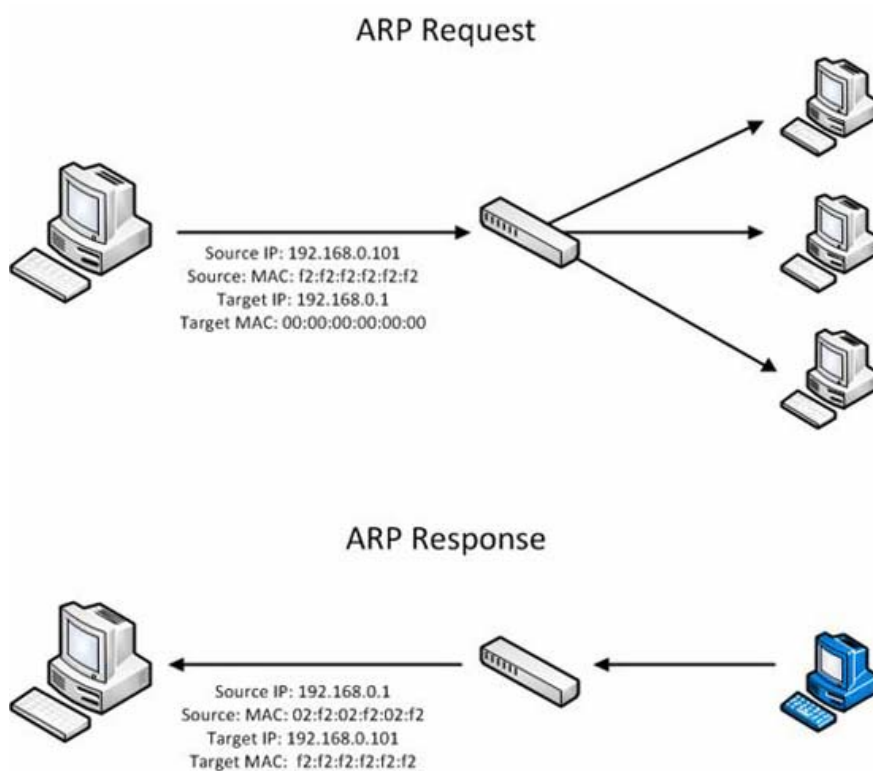 ARP Request
Source IP: 192.168.0.101
Source: MAC: f2:f2:f2:f2:f2:f2
Target IP: 192.168.0.1
Target MAC: 00:00:00:00:00:00
ARP Response
Source IP: 192.168.0.1
Source: MAC: 02:f2:02:f2:02:f2
Target IP: 192.168.0.101
Target MAC: f2:f2:f2:f2:f2:f2